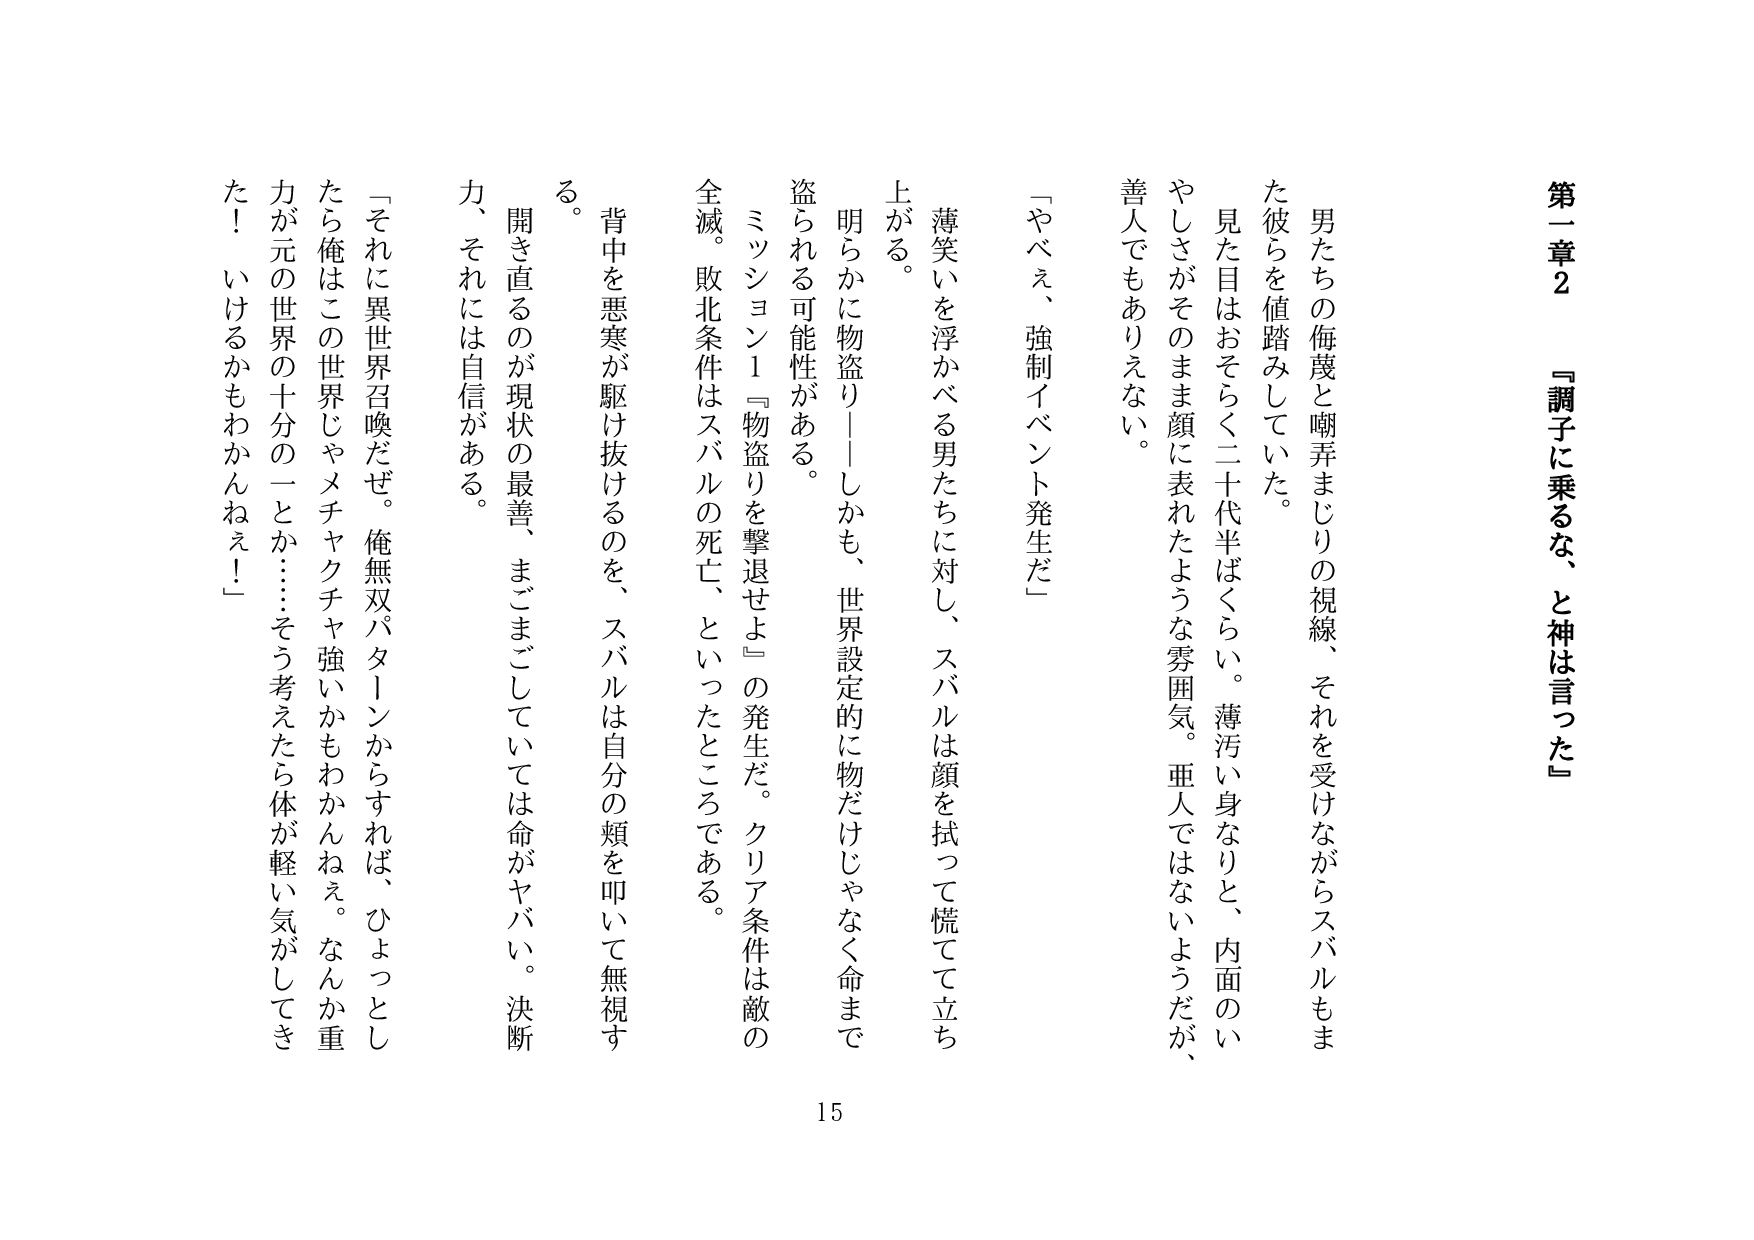 第一章2　　『調子に乗るな、と神は言った』
　男たちの侮蔑と嘲弄まじりの視線、それを受けながらスバルもま
た彼らを値踏みしていた。
　見た目はおそらく二十代半ばくらい。薄汚い身なりと、内面のい
やしさがそのまま顔に表れたような雰囲気。亜人ではないようだが、
善人でもありえない。
「やべぇ、強制イベント発生だ」
　薄笑いを浮かべる男たちに対し、スバルは顔を拭って慌てて立ち
上がる。
　明らかに物盗り――しかも、世界設定的に物だけじゃなく命まで
盗られる可能性がある。
　ミッション1『物盗りを撃退せよ』の発生だ。クリア条件は敵の
全滅。敗北条件はスバルの死亡、といったところである。
　背中を悪寒が駆け抜けるのを、スバルは自分の頬を叩いて無視す
る。
　開き直るのが現状の最善、まごまごしていては命がヤバい。決断
力、それには自信がある。
「それに異世界召喚だぜ。俺無双パターンからすれば、ひょっとし
たら俺はこの世界じゃメチャクチャ強いかもわかんねぇ。なんか重
力が元の世界の十分の一とか……そう考えたら体が軽い気がしてき
た！　いけるかもわかんねぇ！」
15